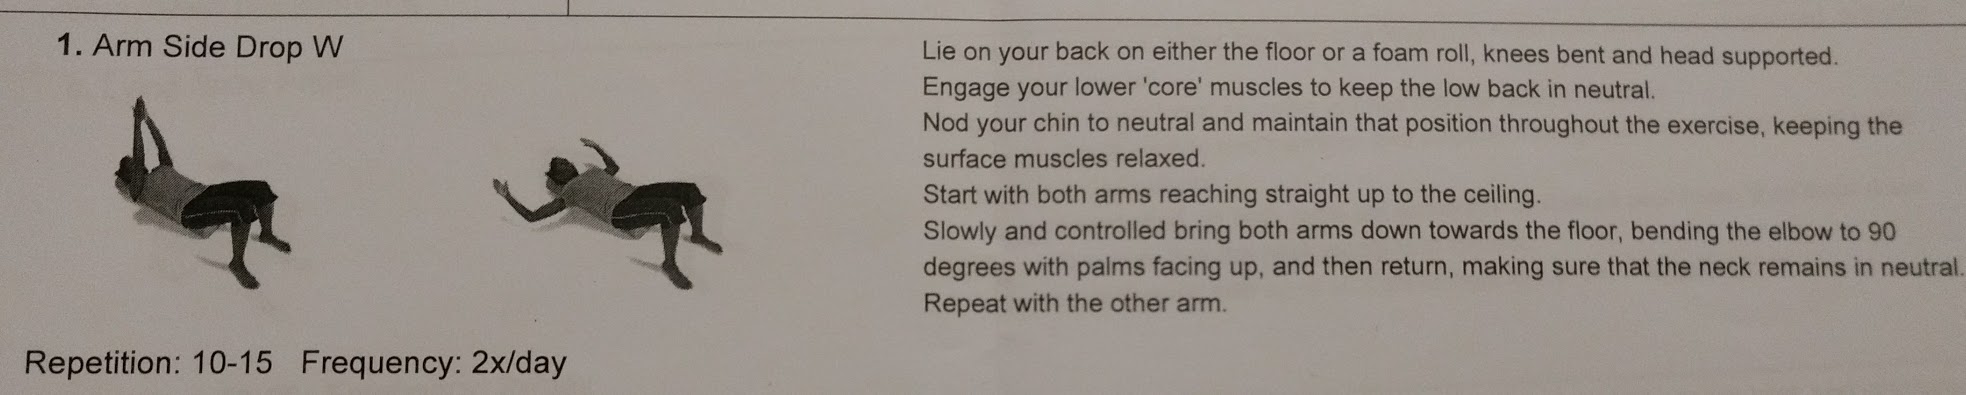 1. Arm Side Drop W
Lie on your back on either the floor or a foam roll, knees bent and head supported.
Engage your lower 'core' muscles to keep the low back in neutral.
Nod your chin to neutral and maintain that position throughout the exercise, keeping the
surface muscles relaxed.
Start with both arms reaching straight up to the ceiling.
Slowly and controlled bring both arms down towards the floor, bending the elbow to 90
degrees with palms facing up, and then return, making sure that the neck remains in neutral.
Repeat with the other arm.
Repetition: 10-15 Frequency: 2x/day